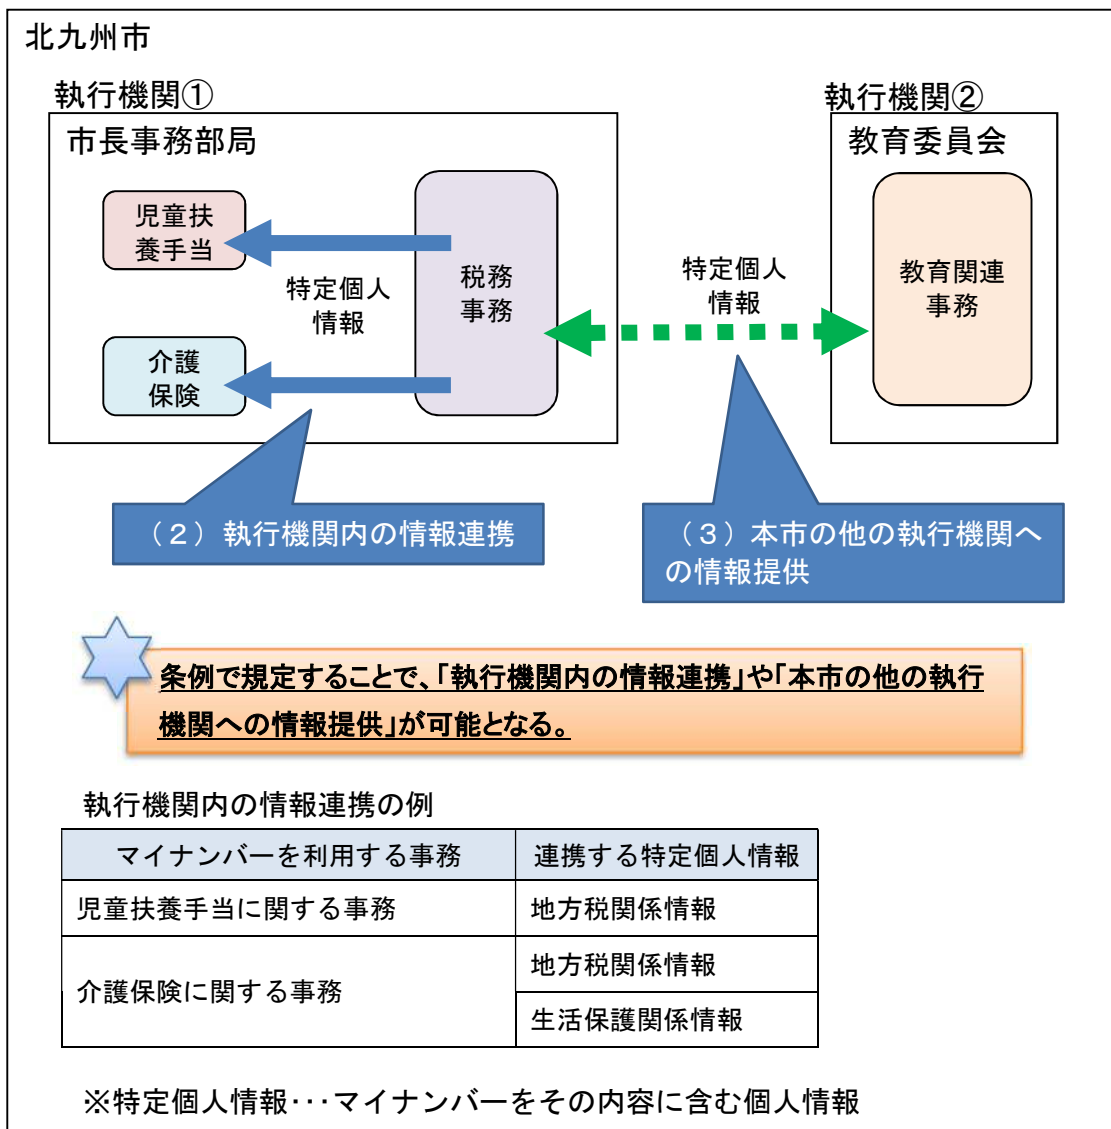 北九州市
執行機関①
執行機関②
市長事務部局
教育委員会
児童扶
養手当
特定個人
情報
税務
事務
介護
保険
特定個人
情報
教育関連
事務
（２）執行機関内の情報連携
（３）本市の他の執行機関へ
の情報提供
条例で規定することで、「執行機関内の情報連携」や「本市の他の執行
機関への情報提供」が可能となる。
執行機関内の情報連携の例
マイナンバーを利用する事務 連携する特定個人情報
児童扶養手当に関する事務 地方税関係情報
介護保険に関する事務
地方税関係情報
生活保護関係情報
※特定個人情報･･･マイナンバーをその内容に含む個人情報